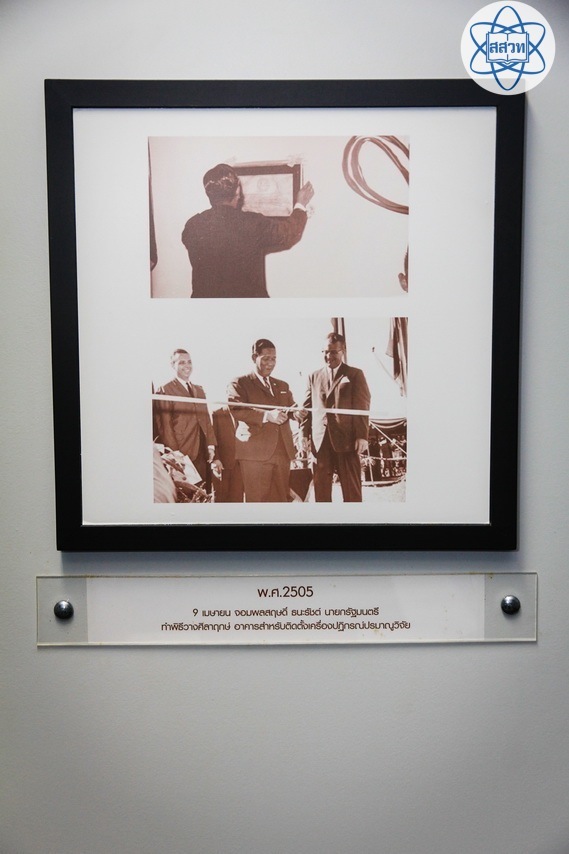 สสวท
พ.ศ.2505
9 เมษายน จอมพลสฤษดิ์ ธนะรัชต์ นายกรัฐมนตรี
ทำพิธีวางศิลาฤกษ์ อาคารสำหรับติดตั้งเครื่องปฏิกรณ์ปรมาณูวิจัย